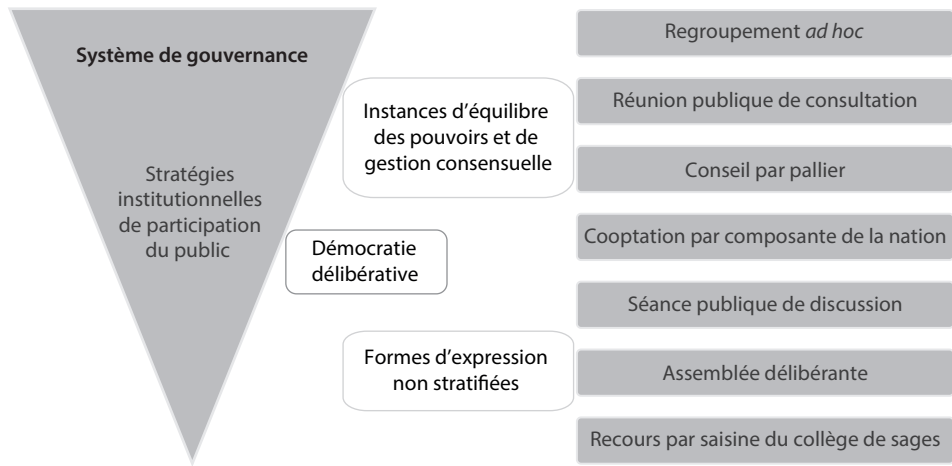 Système de gouvernance
Stratégies
institutionnelles
de participation
du public
Instances d'équilibre
des pouvoirs et de
gestion consensuelle
Démocratie
délibérative
Formes d'expression
non stratifiées
Regroupement ad hoc
Réunion publique de consultation
Conseil par pallier
Cooptation par composante de la nation
Séance publique de discussion
Assemblée délibérante
Recours par saisine du collège de sages